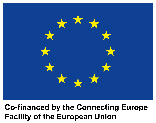 Co-financed by the Connecting Europe
Facility of the European Union